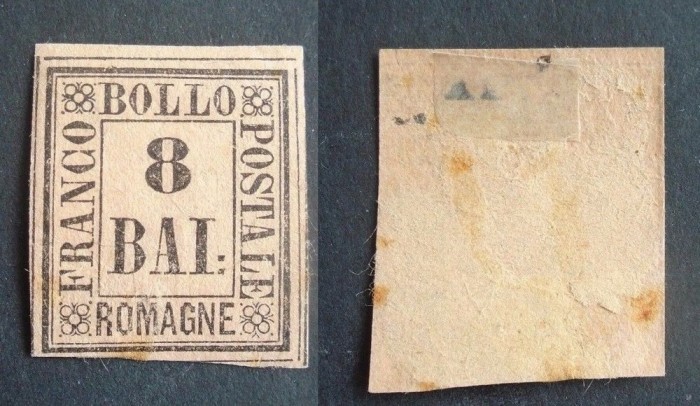 BOLLO
FRANCO
POSTALE
8
BAI:
ROMAGNE